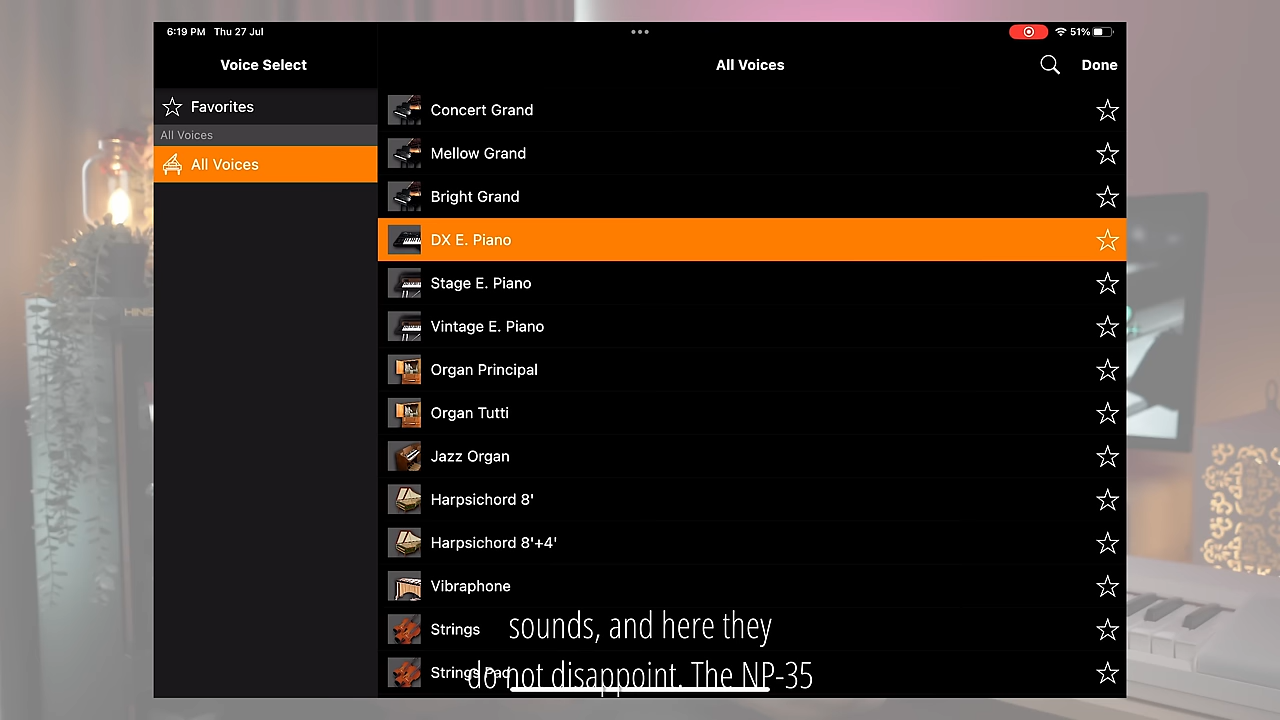 6:19 PM Thu 27 Jul
51%
Voice Select
All Voices
Done
Favorites
All Voices
All Voices
Concert Grand
Mellow Grand
Bright Grand
DX E. Piano
Stage E. Piano
Vintage E. Piano
Organ Principal
Organ Tutti
Jazz Organ
Harpsichord 8'
Harpsichord 8'+4'
Vibraphone
Strings
Strings Pad
sounds, and here they
do not disappoint. The NP-35